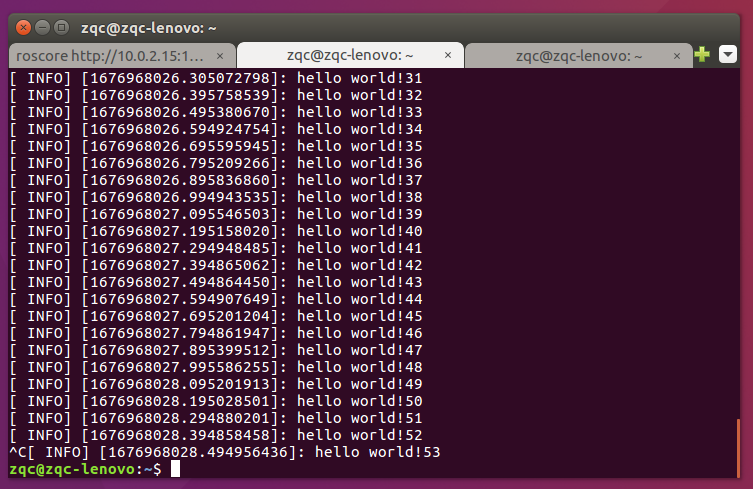 zqc@zqc-lenovo: ~
roscore http://10.0.2.15:1... × zqc@zqc-lenovo: ~ × zqc@zqc-lenovo: ~ ×
[ INFO] [1676968026.305072798]: hello world!31
[ INFO] [1676968026.395758539]: hello world!32
[ INFO] [1676968026.495380670]: hello world!33
[ INFO] [1676968026.594924754]: hello world!34
[ INFO] [1676968026.695595945]: hello world!35
[ INFO] [1676968026.795209266]: hello world!36
[ INFO] [1676968026.895836860]: hello world!37
[ INFO] [1676968026.994943535]: hello world!38
[ INFO] [1676968027.095546503]: hello world!39
[ INFO] [1676968027.195158020]: hello world!40
[ INFO] [1676968027.294948485]: hello world!41
[ INFO] [1676968027.394865062]: hello world!42
[ INFO] [1676968027.494864450]: hello world!43
[ INFO] [1676968027.594907649]: hello world!44
[ INFO] [1676968027.695201204]: hello world!45
[ INFO] [1676968027.794861947]: hello world!46
[ INFO] [1676968027.895399512]: hello world!47
[ INFO] [1676968027.995586255]: hello world!48
[ INFO] [1676968028.095201913]: hello world!49
[ INFO] [1676968028.195028501]: hello world!50
[ INFO] [1676968028.294880201]: hello world!51
[ INFO] [1676968028.394858458]: hello world!52
^C[ INFO] [1676968028.494956436]: hello world!53
zqc@zqc-lenovo:~$